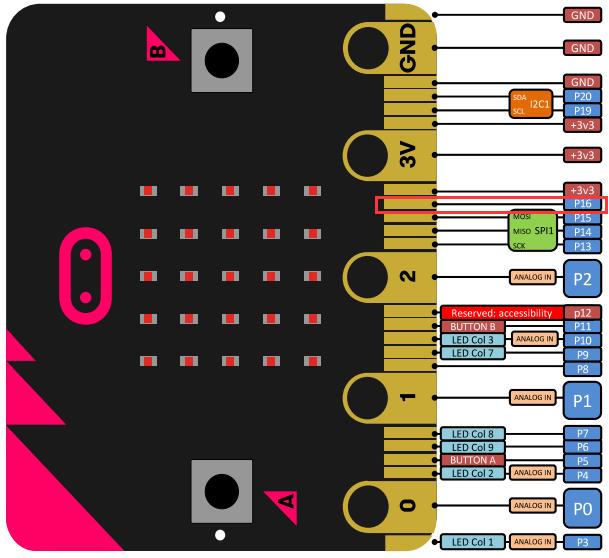 B
GND
3V
2
1
0
A
GND
GND
GND
SDA I2C1 P20
SCL P19
+3v3
+3v3
+3v3
P16
MOSI SPI1 P15
MISO P14
SCK P13
ANALOG IN P2
Reserved: accessibility p12
BUTTON B P11
LED Col 3 ANALOG IN P10
LED Col 7 P9
P8
ANALOG IN P1
LED Col 8 P7
LED Col 9 P6
BUTTON A P5
LED Col 2 ANALOG IN P4
ANALOG IN P0
LED Col 1 ANALOG IN P3